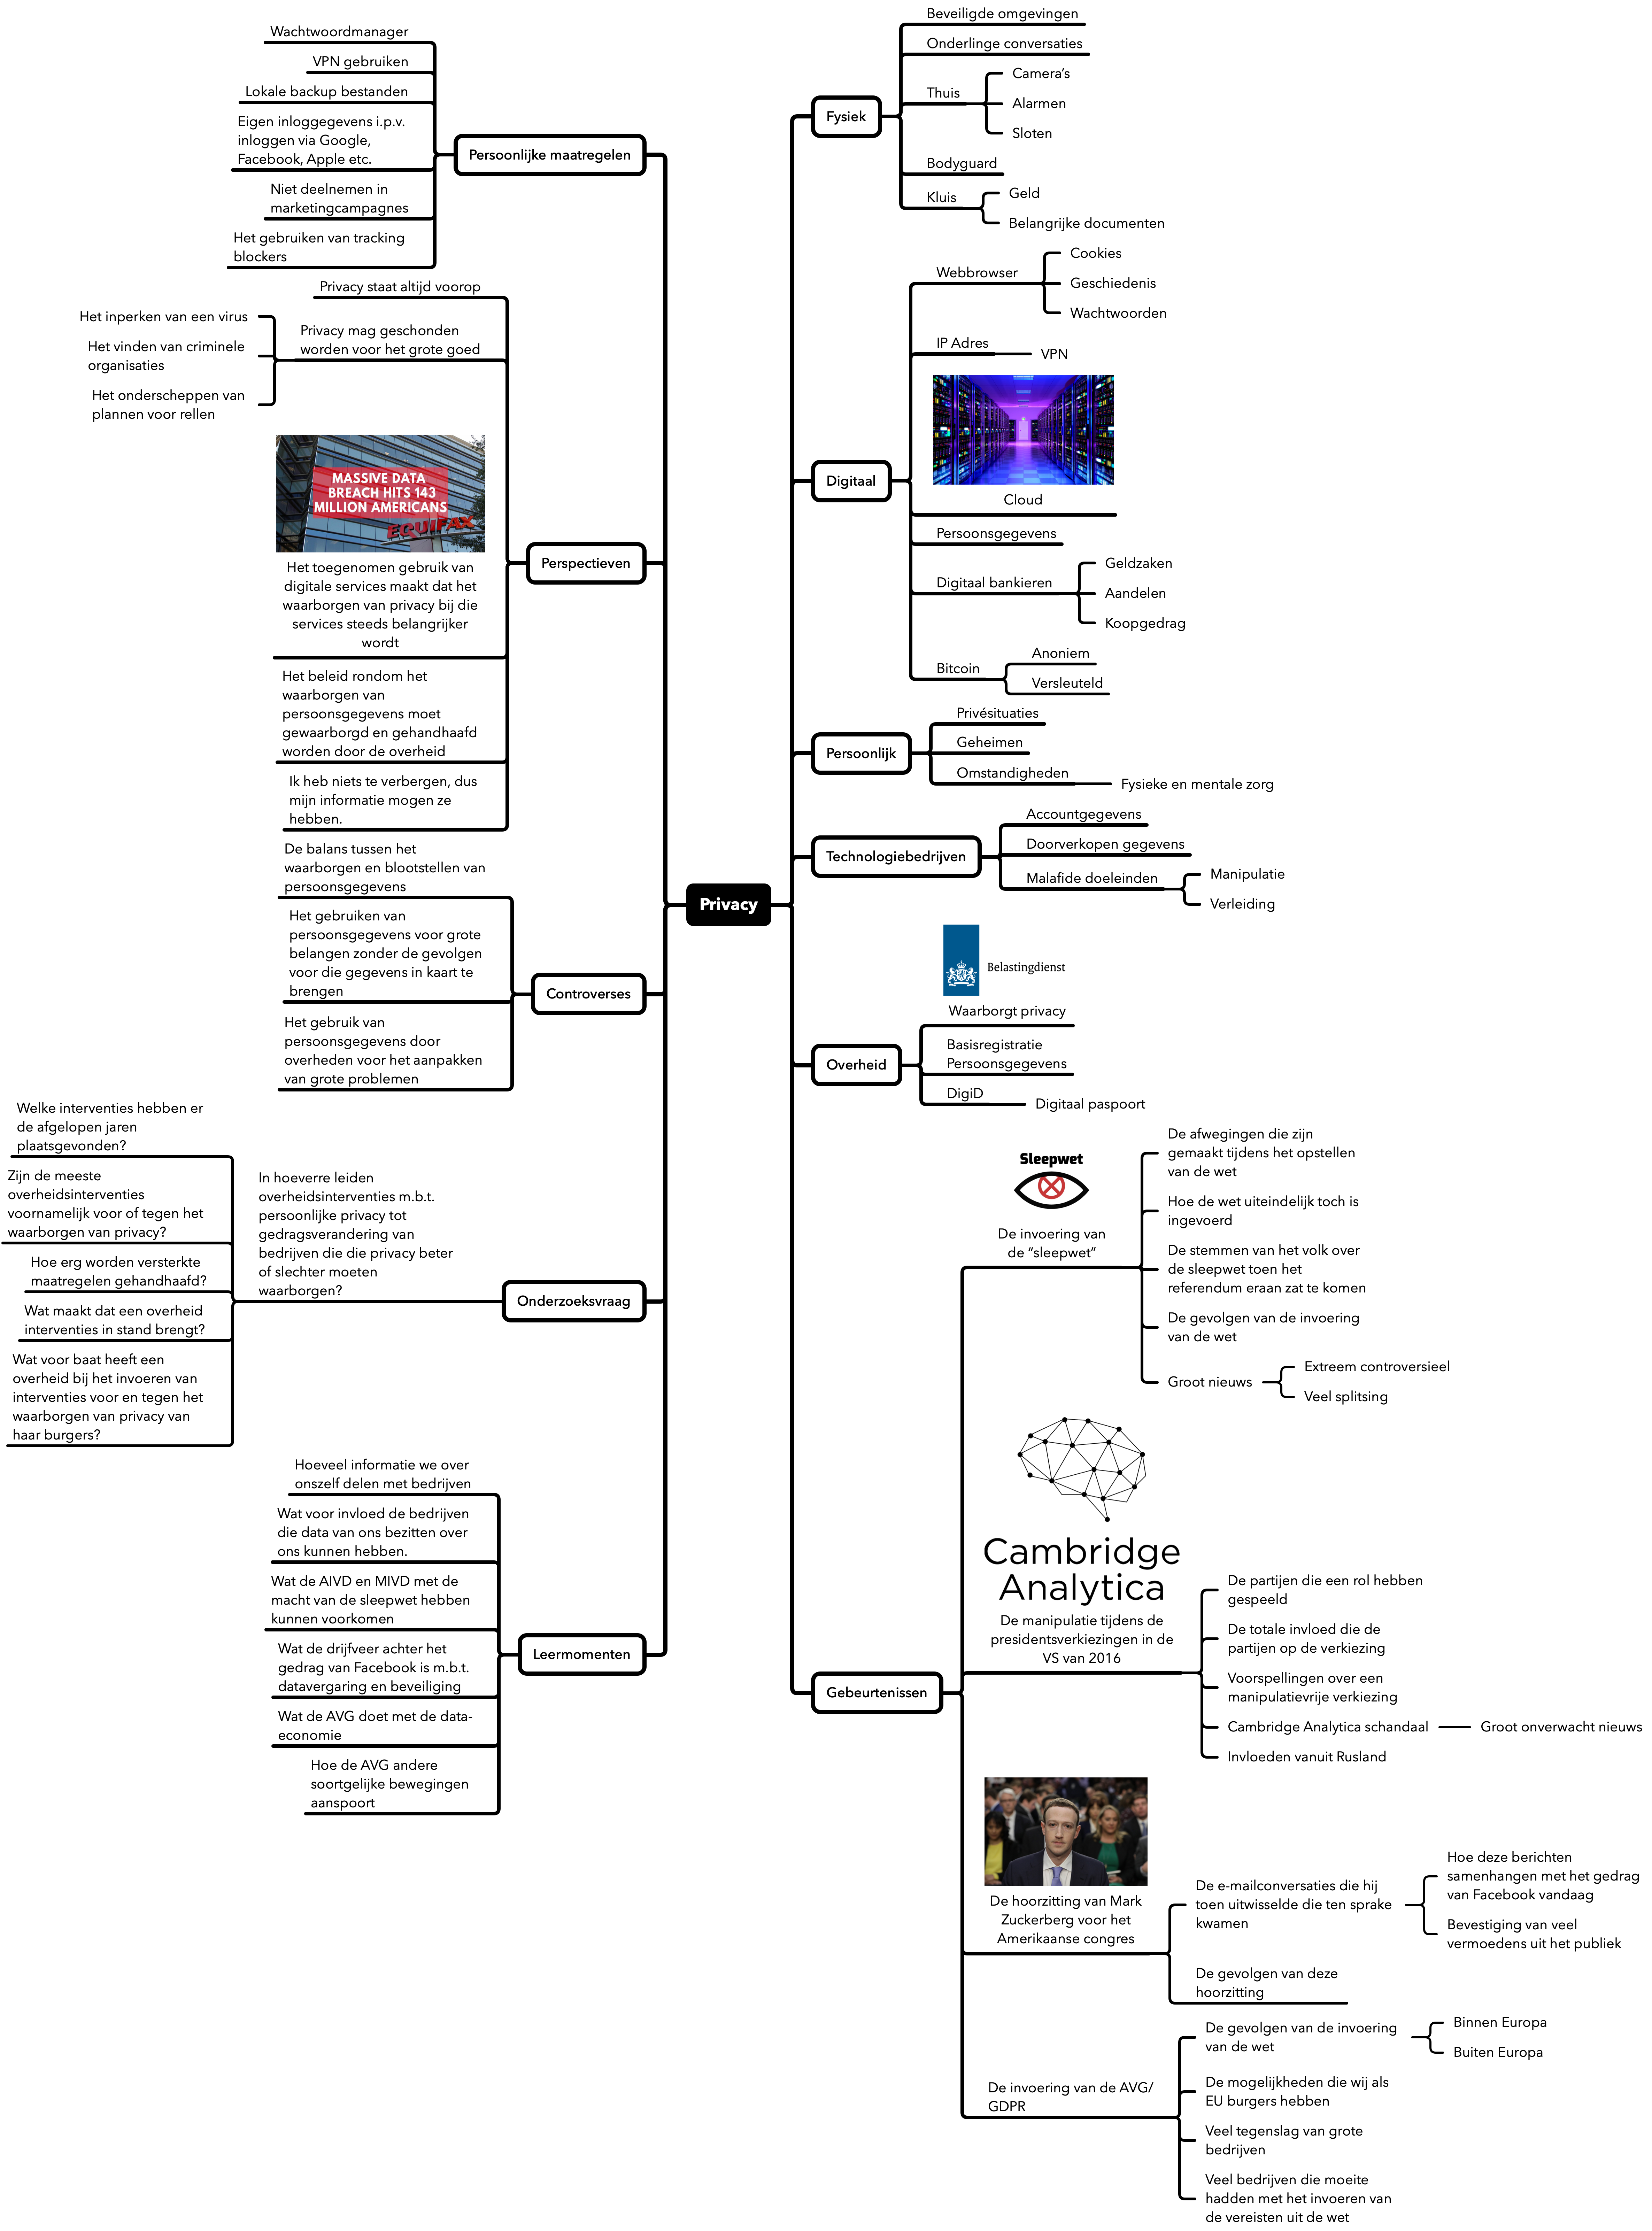 Privacy
Persoonlijke maatregelen
Wachtwoordmanager
VPN gebruiken
Lokale backup bestanden
Eigen inloggegevens i.p.v.
inloggen via Google,
Facebook, Apple etc.
Niet deelnemen in
marketingcampagnes
Het gebruiken van tracking
blockers
Perspectieven
Privacy staat altijd voorop
Privacy mag geschonden
worden voor het grote goed
Het inperken van een virus
Het vinden van criminele
organisaties
Het onderscheppen van
plannen voor rellen
MASSIVE DATA
BREACH HITS 143
MILLION AMERICANS
EQUIFAX
Het toegenomen gebruik van
digitale services maakt dat het
waarborgen van privacy bij die
services steeds belangrijker
wordt
Het beleid rondom het
waarborgen van
persoonsgegevens moet
gewaarborgd en gehandhaafd
worden door de overheid
Ik heb niets te verbergen, dus
mijn informatie mogen ze
hebben.
Controverses
De balans tussen het
waarborgen en blootstellen van
persoonsgegevens
Het gebruiken van
persoonsgegevens voor grote
belangen zonder de gevolgen
voor die gegevens in kaart te
brengen
Het gebruik van
persoonsgegevens door
overheden voor het aanpakken
van grote problemen
Onderzoeksvraag
In hoeverre leiden
overheidsinterventies m.b.t.
persoonlijke privacy tot
gedragsverandering van
bedrijven die die privacy beter
of slechter moeten
waarborgen?
Welke interventies hebben er
de afgelopen jaren
plaatsgevonden?
Zijn de meeste
overheidsinterventies
voornamelijk voor of tegen het
waarborgen van privacy?
Hoe erg worden versterkte
maatregelen gehandhaafd?
Wat maakt dat een overheid
interventies in stand brengt?
Wat voor baat heeft een
overheid bij het invoeren van
interventies voor en tegen het
waarborgen van privacy van
haar burgers?
Leermomenten
Hoeveel informatie we over
onszelf delen met bedrijven
Wat voor invloed de bedrijven
die data van ons bezitten over
ons kunnen hebben.
Wat de AIVD en MIVD met de
macht van de sleepwet hebben
kunnen voorkomen
Wat de drijfveer achter het
gedrag van Facebook is m.b.t.
datavergaring en beveiliging
Wat de AVG doet met de data-
economie
Hoe de AVG andere
soortgelijke bewegingen
aanspoort
Fysiek
Beveiligde omgevingen
Onderlinge conversaties
Thuis
Camera's
Alarmen
Sloten
Bodyguard
Kluis
Geld
Belangrijke documenten
Digitaal
Webbrowser
Cookies
Geschiedenis
Wachtwoorden
IP Adres
VPN
Cloud
Persoonsgegevens
Digitaal bankieren
Geldzaken
Aandelen
Koopgedrag
Bitcoin
Anoniem
Versleuteld
Persoonlijk
Privésituaties
Geheimen
Omstandigheden
Fysieke en mentale zorg
Technologiebedrijven
Accountgegevens
Doorverkopen gegevens
Malafide doeleinden
Manipulatie
Verleiding
Overheid
Belastingdienst
Waarborgt privacy
Basisregistratie
Persoonsgegevens
DigiD
Digitaal paspoort
Gebeurtenissen
Sleepwet
De invoering van
de “sleepwet”
De afwegingen die zijn
gemaakt tijdens het opstellen
van de wet
Hoe de wet uiteindelijk toch is
ingevoerd
De stemmen van het volk over
de sleepwet toen het
referendum eraan zat te komen
De gevolgen van de invoering
van de wet
Groot nieuws
Extreem controversieel
Veel splitsing
Cambridge
Analytica
De manipulatie tijdens de
presidentsverkiezingen in de
VS van 2016
De partijen die een rol hebben
gespeeld
De totale invloed die de
partijen op de verkiezing
Voorspellingen over een
manipulatievrije verkiezing
Cambridge Analytica schandaal
Groot onverwacht nieuws
Invloeden vanuit Rusland
De hoorzitting van Mark
Zuckerberg voor het
Amerikaanse congres
De e-mailconversaties die hij
toen uitwisselde die ten sprake
kwamen
Hoe deze berichten
samenhangen met het gedrag
van Facebook vandaag
Bevestiging van veel
vermoedens uit het publiek
De gevolgen van deze
hoorzitting
De invoering van de AVG/
GDPR
De gevolgen van de invoering
van de wet
Binnen Europa
Buiten Europa
De mogelijkheden die wij als
EU burgers hebben
Veel tegenslag van grote
bedrijven
Veel bedrijven die moeite
hadden met het invoeren van
de vereisten uit de wet